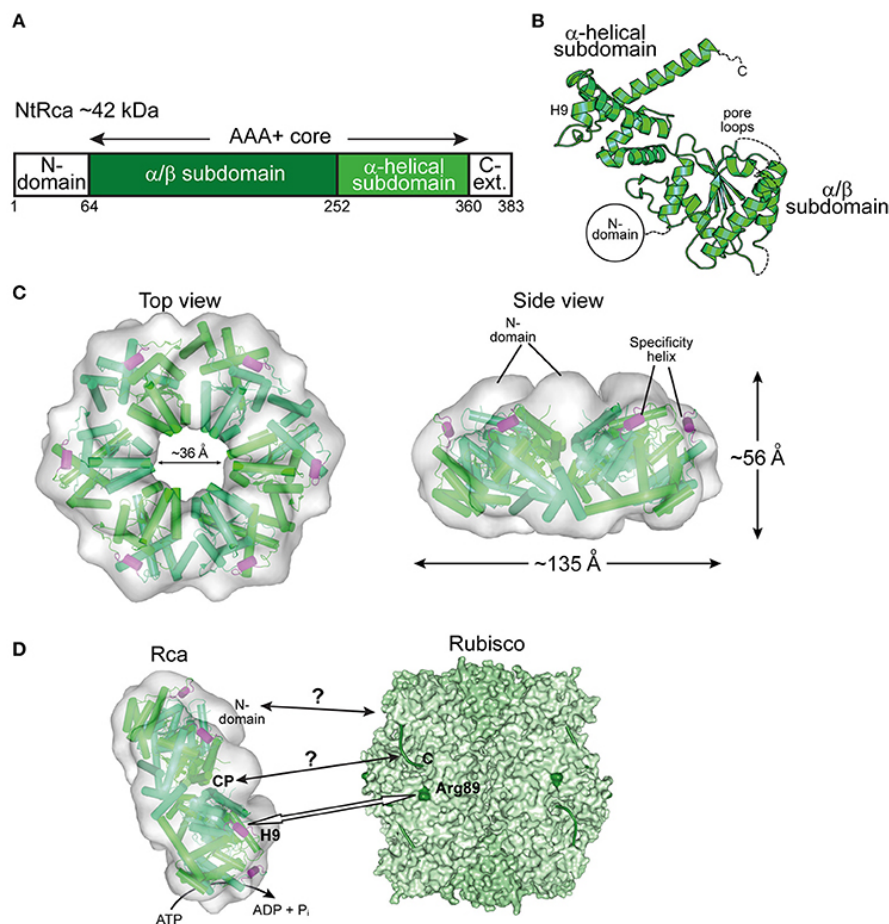 A
NtRca ~42 kDa
AAA+ core
N-
domain
α/β subdomain
α-helical
subdomain
C-
ext.
1
64
252
360
383
B
α-helical
subdomain
H9
C
pore
loops
α/β
subdomain
N-
domain
C
Top view
~36 Å
Side view
N-
domain
Specificity
helix
~56 Å
~135 Å
D
Rca
Rubisco
N-
domain
?
?
C
CP
Arg89
H9
ATP
ADP + Pi